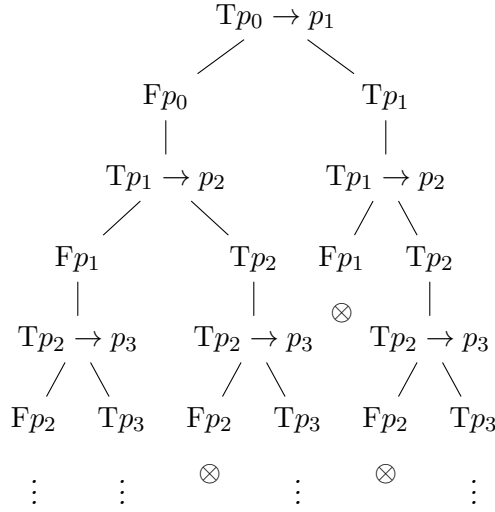 Tp₀ → p₁
Fp₀ Tp₁
Tp₁ → p₂ Tp₁ → p₂
Fp₁ Tp₂ Fp₁ Tp₂
⊗
Tp₂ → p₃ Tp₂ → p₃ Tp₂ → p₃
Fp₂ Tp₃ Fp₂ Tp₃ Fp₂ Tp₃
⋮ ⋮ ⊗ ⋮ ⊗ ⋮